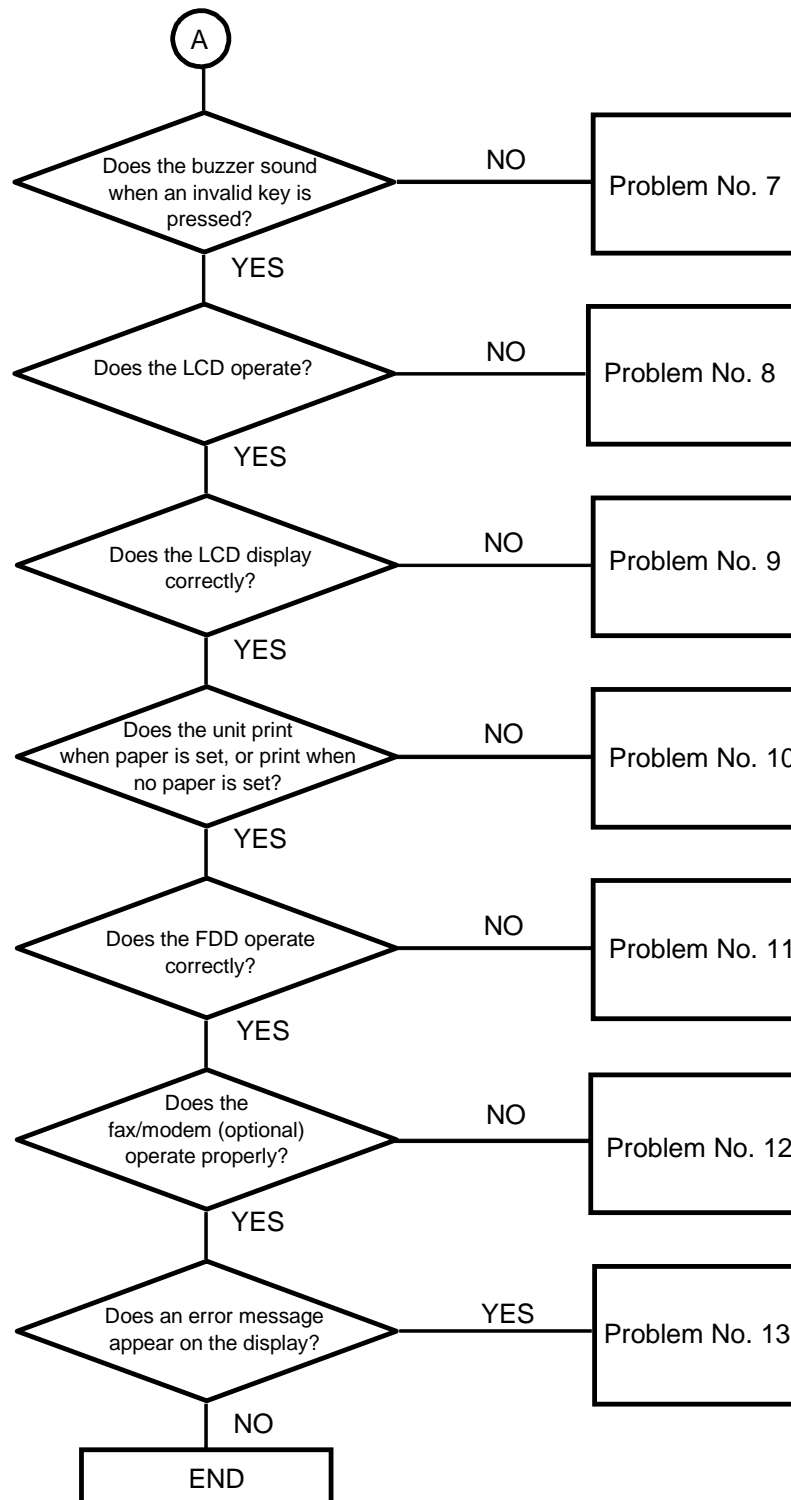 A
Does the buzzer sound
when an invalid key is
pressed?
NO
Problem No. 7
YES
Does the LCD operate?
NO
Problem No. 8
YES
Does the LCD display
correctly?
NO
Problem No. 9
YES
Does the unit print
when paper is set, or print when
no paper is set?
NO
Problem No. 10
YES
Does the FDD operate
correctly?
NO
Problem No. 11
YES
Does the
fax/modem (optional)
operate properly?
NO
Problem No. 12
YES
Does an error message
appear on the display?
YES
Problem No. 13
NO
END